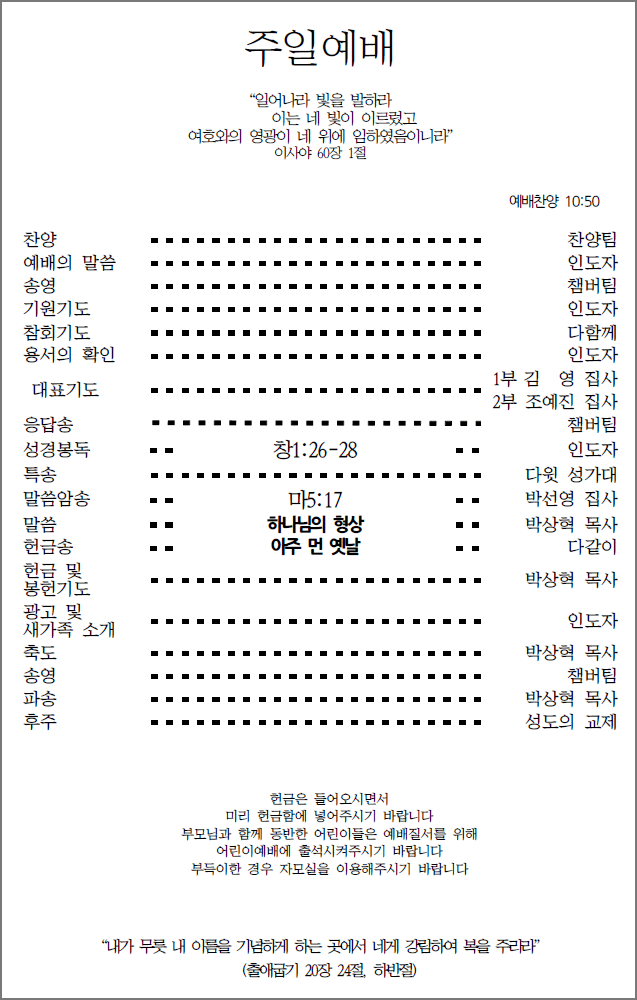 주일예배
“일어나라 빛을 발하라
이는 네 빛이 이르렀고
여호와의 영광이 네 위에 임하였음이니라”
이사야 60장 1절
예배찬양 10:50
찬양 찬양팀
예배의 말씀 인도자
송영 챔버팀
기원기도 인도자
참회기도 다함께
용서의 확인 인도자
대표기도 1부 김 영 집사
2부 조예진 집사
응답송 챔버팀
성경봉독 창1:26-28 인도자
특송 다윗 성가대
말씀암송 마5:17 박선영 집사
말씀 하나님의 형상 박상혁 목사
헌금송 아주 먼 옛날 다같이
헌금 및
봉헌기도 박상혁 목사
광고 및
새가족 소개 인도자
축도 박상혁 목사
송영 챔버팀
파송 박상혁 목사
후주 성도의 교제
헌금은 들어오시면서
미리 헌금함에 넣어주시기 바랍니다
부모님과 함께 동반한 어린이들은 예배질서를 위해
어린이예배에 출석시켜주시기 바랍니다
부득이한 경우 자모실을 이용해주시기 바랍니다
“내가 무릇 내 이름을 기념하게 하는 곳에서 네게 강림하여 복을 주리라”
(출애굽기 20장 24절, 하반절)